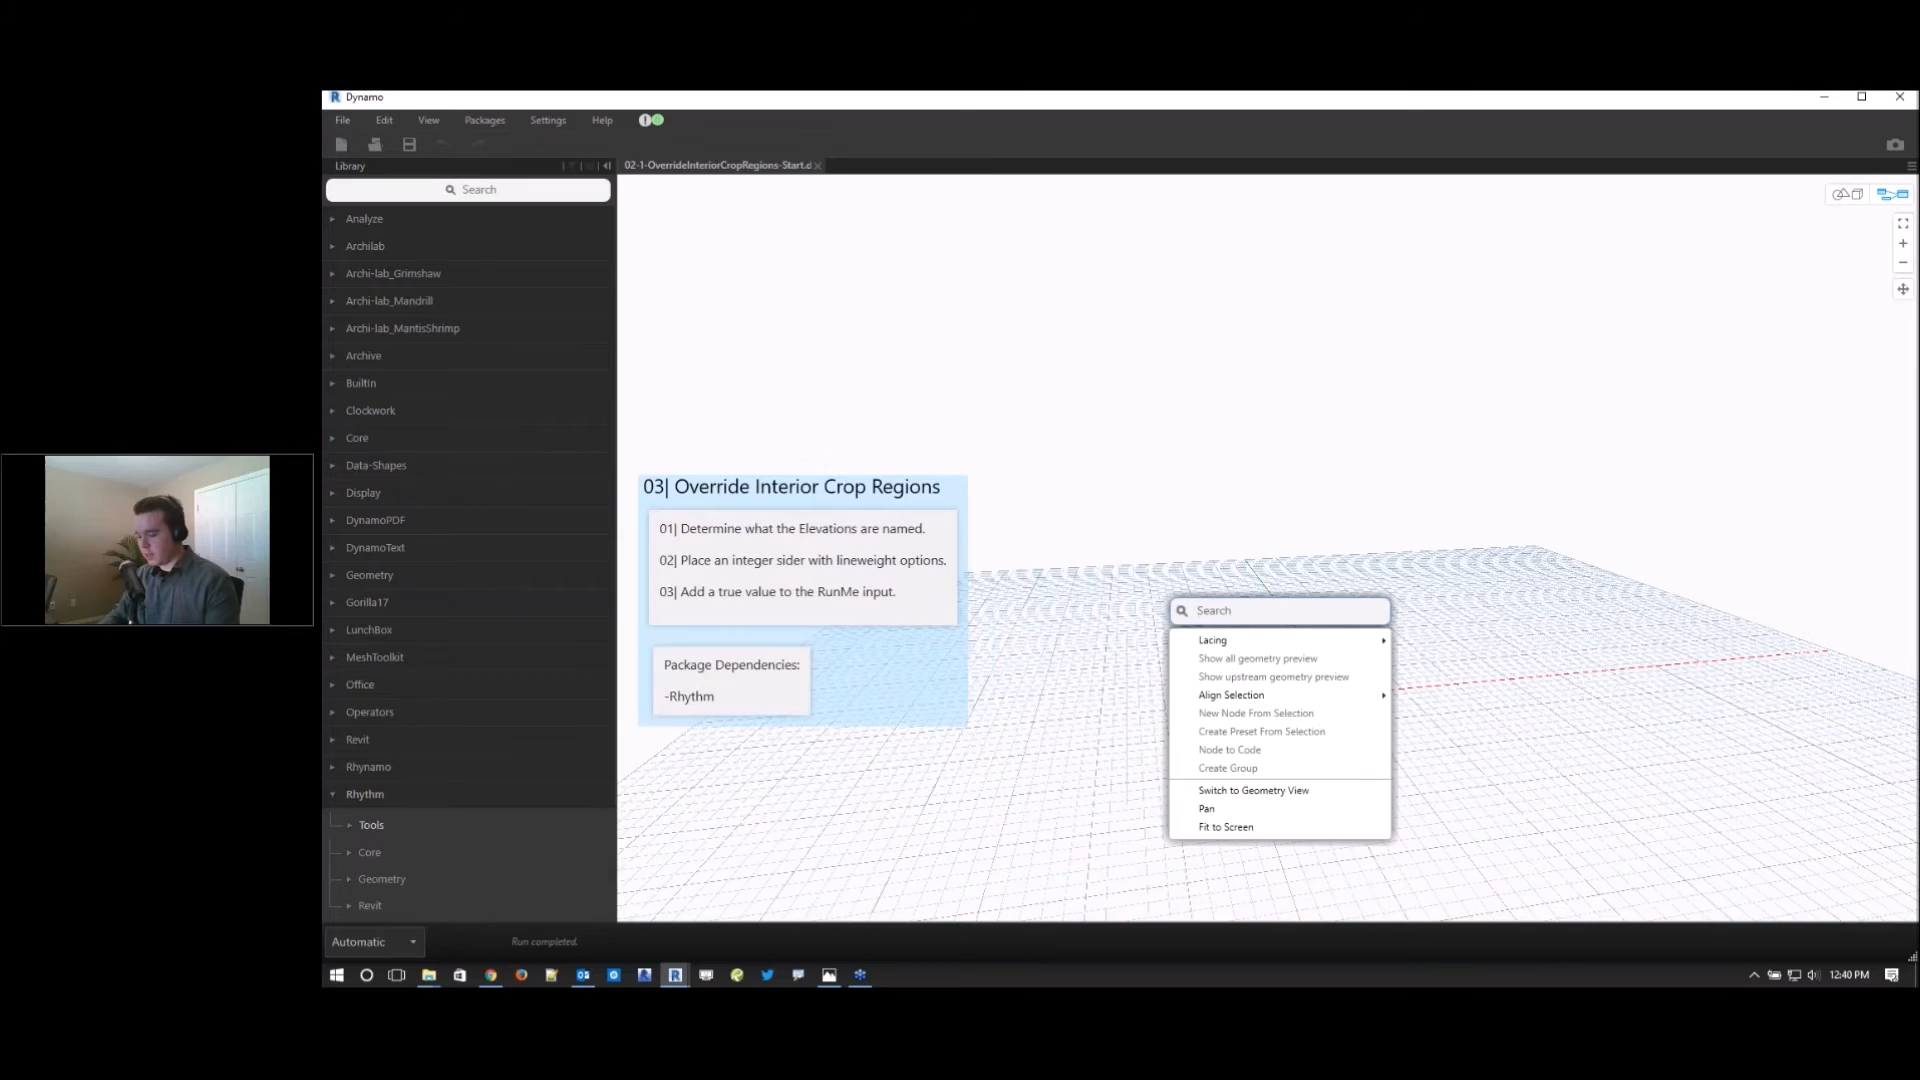 Dynamo
File Edit View Packages Settings Help
Library
02-1-OverrideInteriorCropRegions-Start.d
Search
Analyze
Archilab
Archi-lab_Grimshaw
Archi-lab_Mandrill
Archi-lab_MantisShrimp
Archive
BuiltIn
Clockwork
Core
Data-Shapes
Display
DynamoPDF
DynamoText
Geometry
Gorilla17
LunchBox
MeshToolkit
Office
Operators
Revit
Rhynamo
Rhythm
Tools
Core
Geometry
Revit
03| Override Interior Crop Regions
01| Determine what the Elevations are named.
02| Place an integer sider with lineweight options.
03| Add a true value to the RunMe input.
Package Dependencies:
-Rhythm
Search
Lacing
Show all geometry preview
Show upstream geometry preview
Align Selection
New Node From Selection
Create Preset From Selection
Node to Code
Create Group
Switch to Geometry View
Pan
Fit to Screen
Automatic
Run completed.
12:40 PM